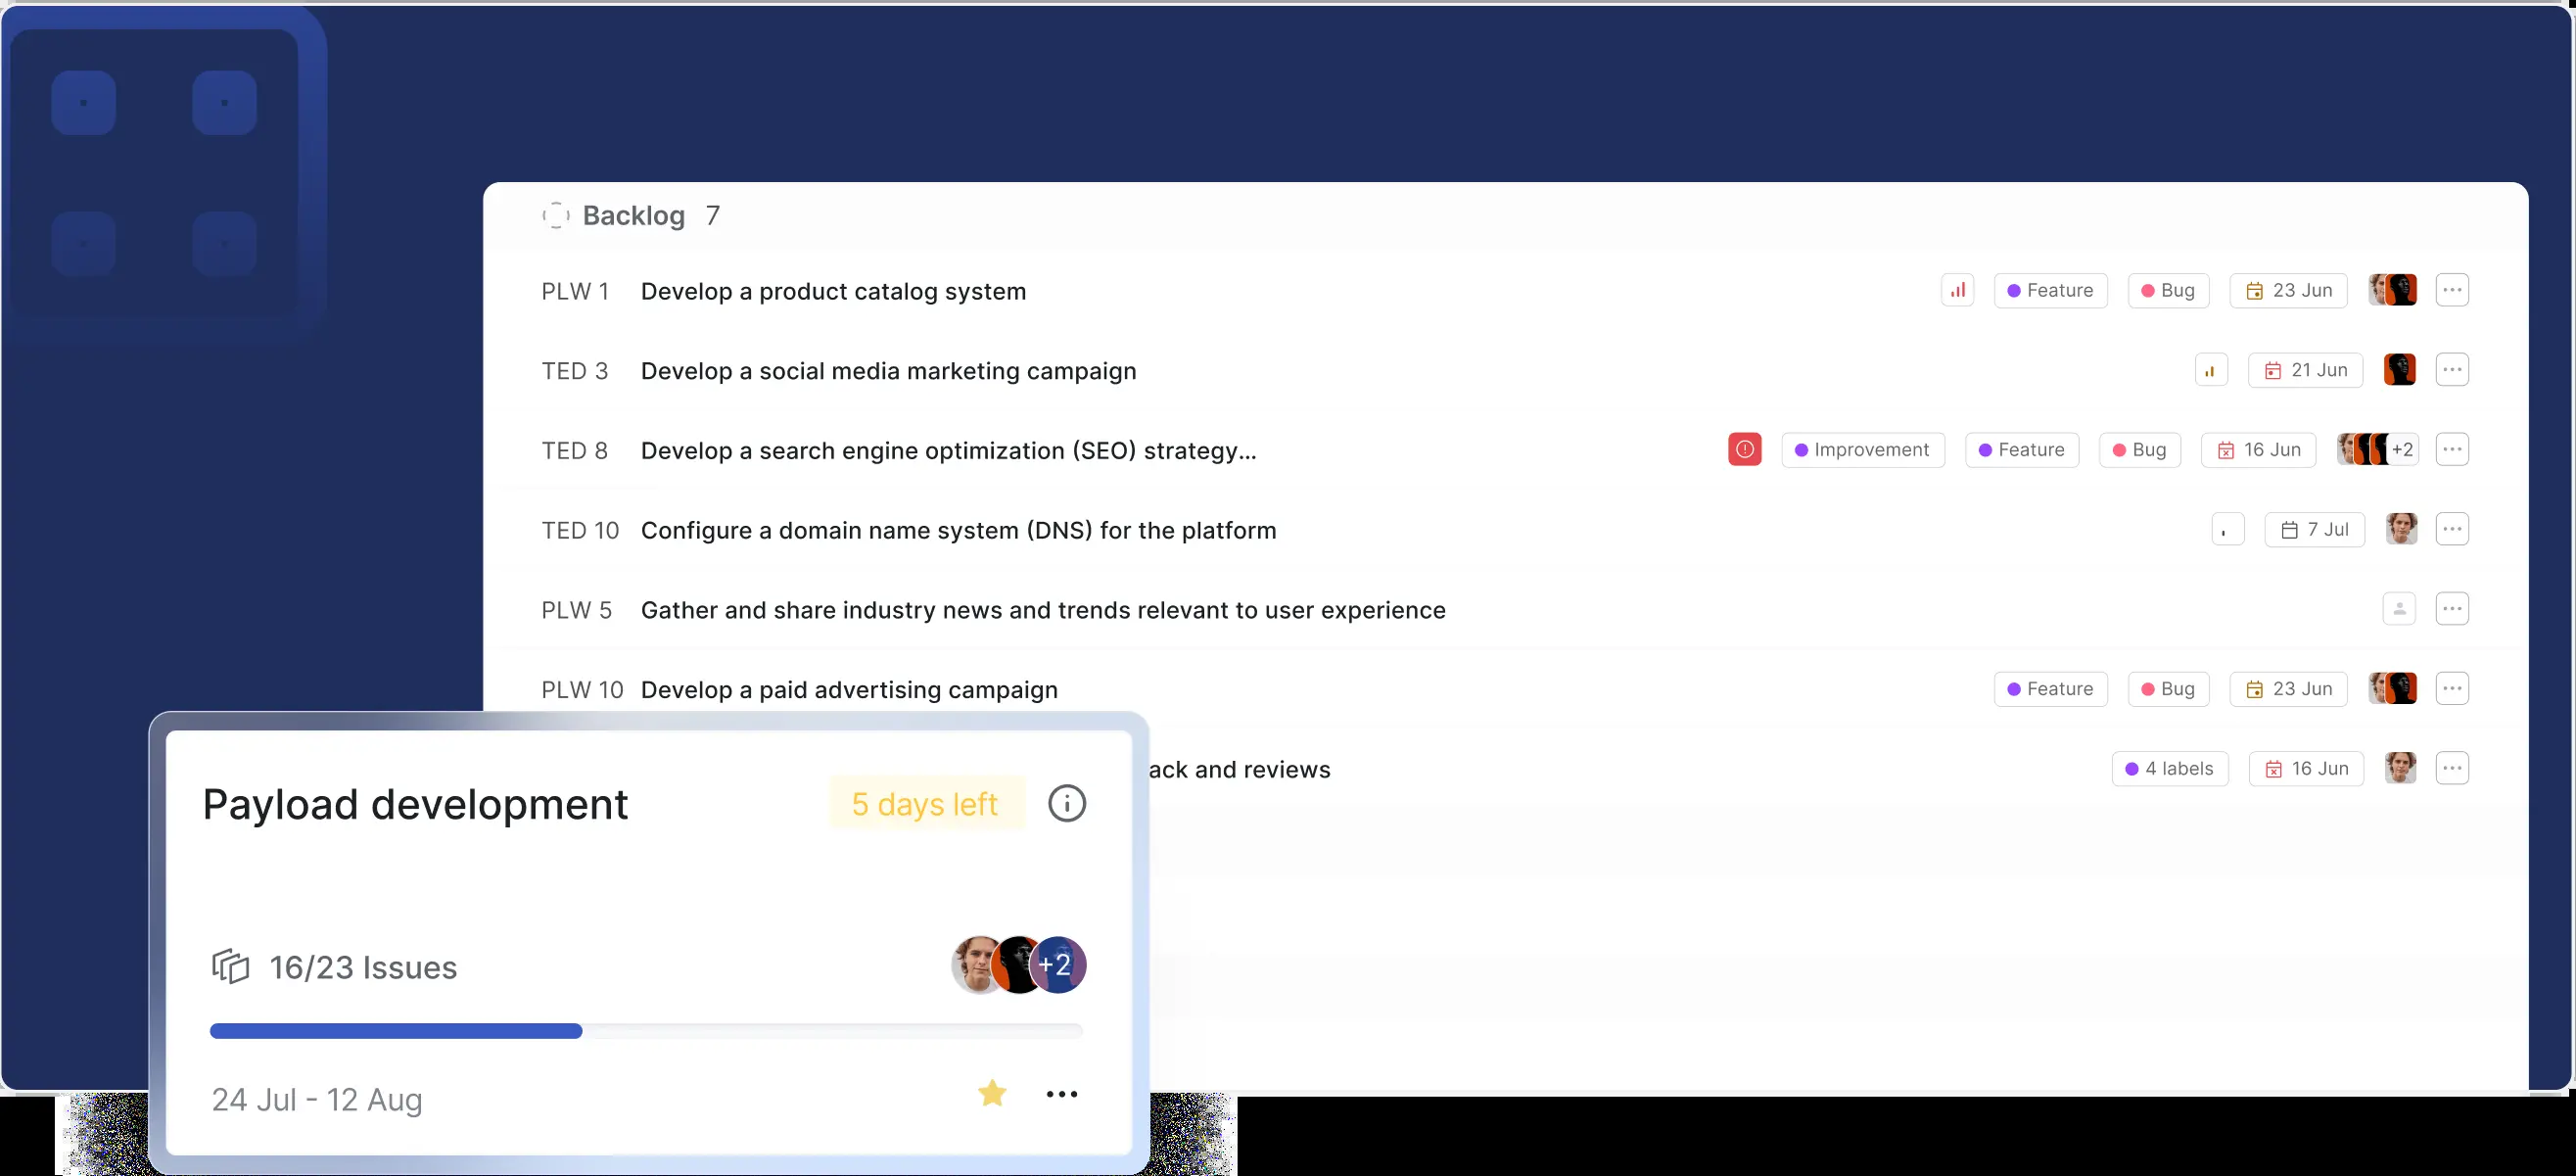 Backlog 7
PLW 1 Develop a product catalog system Feature Bug 23 Jun
TED 3 Develop a social media marketing campaign 21 Jun
TED 8 Develop a search engine optimization (SEO) strategy... Improvement Feature Bug 16 Jun +2
TED 10 Configure a domain name system (DNS) for the platform 7 Jul
PLW 5 Gather and share industry news and trends relevant to user experience
PLW 10 Develop a paid advertising campaign Feature Bug 23 Jun
ack and reviews 4 labels 16 Jun
Payload development 5 days left
16/23 Issues +2
24 Jul - 12 Aug